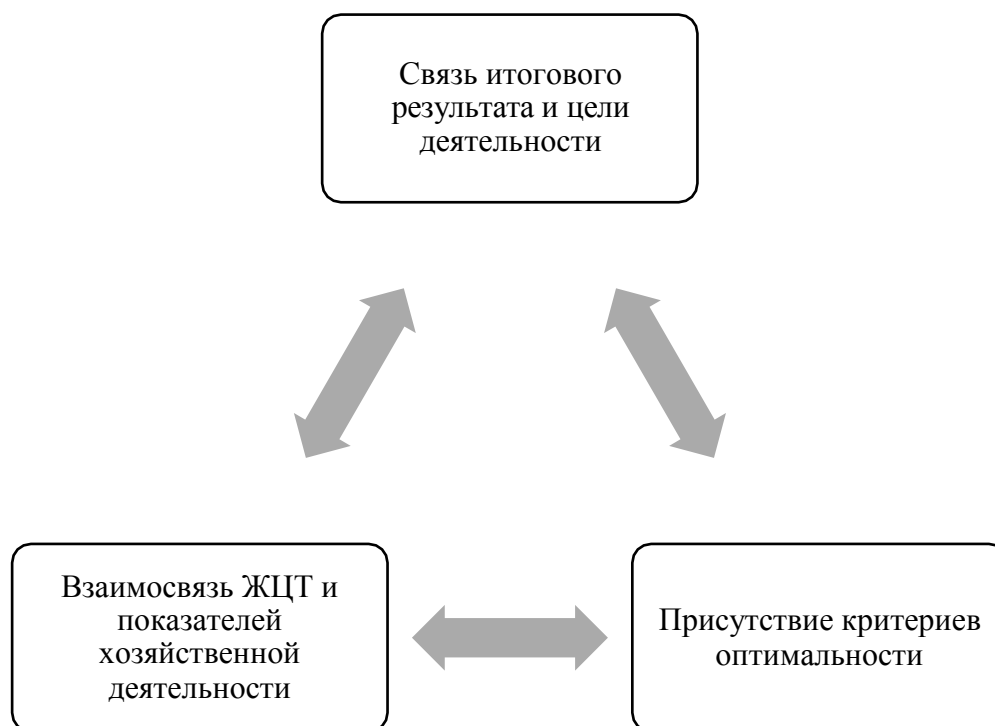 Связь итогового
результата и цели
деятельности
Взаимосвязь ЖЦТ и
показателей
хозяйственной
деятельности
Присутствие критериев
оптимальности